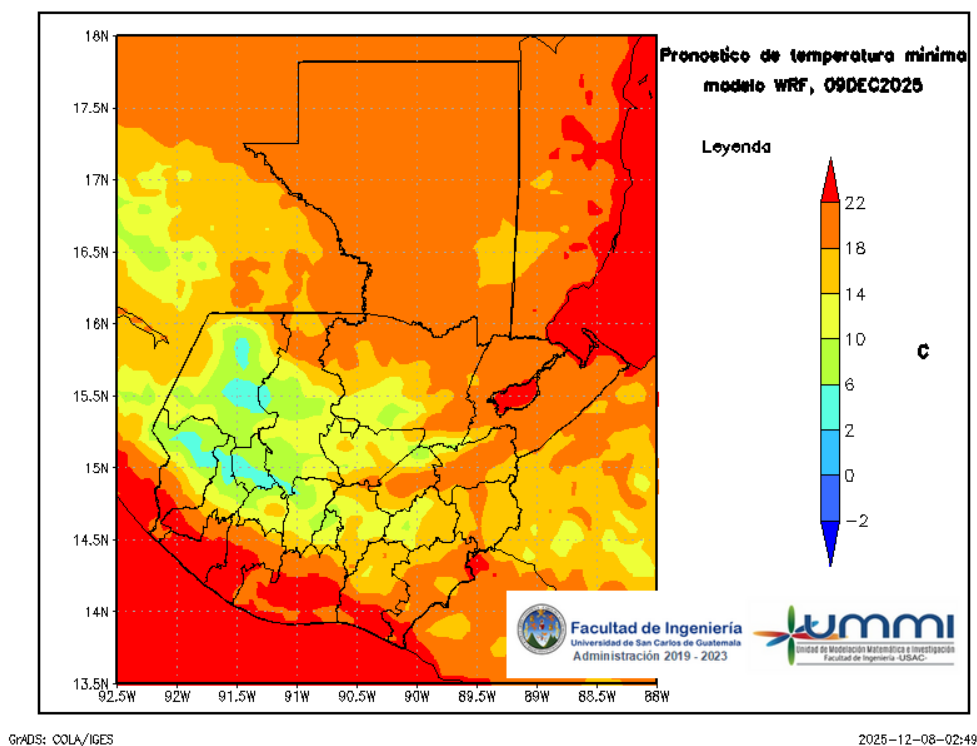 Pronostico de temperatura minima
modelo WRF, 09DEC2025
Leyenda
22
18
14
10
6
2
0
−2
C
18N
17.5N
17N
16.5N
16N
15.5N
15N
14.5N
14N
13.5N
92.5W
92W
91.5W
91W
90.5W
90W
89.5W
89W
88.5W
88W
Facultad de Ingeniería
Universidad de San Carlos de Guatemala
Administración 2019 - 2023
ummi
Unidad de Modelación Matemática e Investigación
Facultad de Ingeniería -USAC-
GrADS: COLA/IGES
2025-12-08-02:49